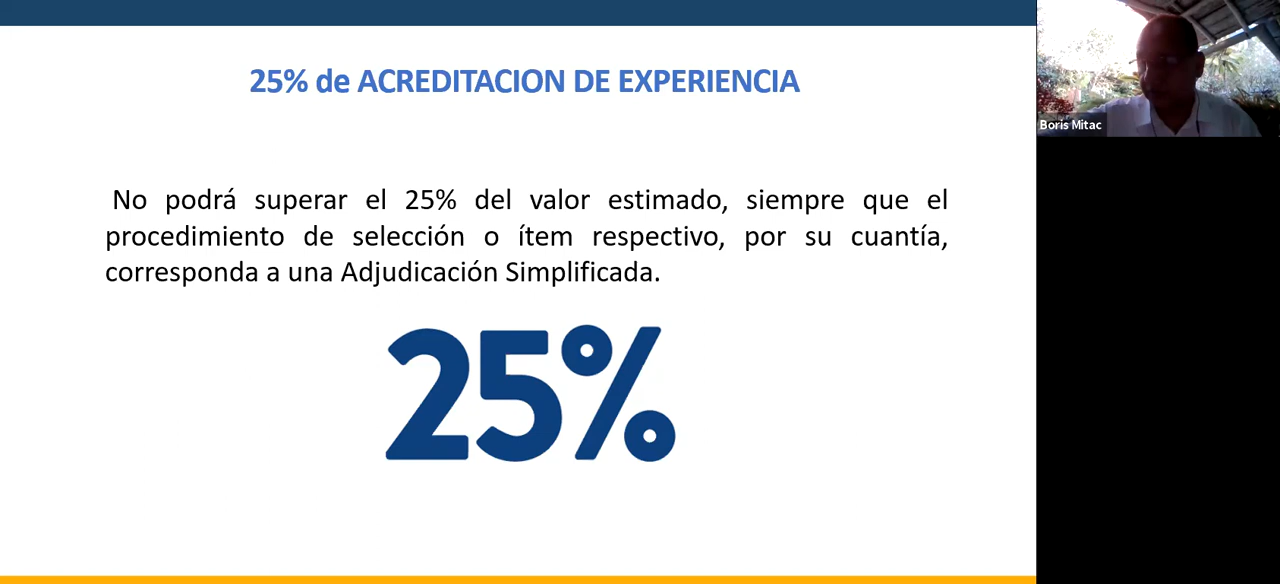 25% de ACREDITACION DE EXPERIENCIA
No podrá superar el 25% del valor estimado, siempre que el
procedimiento de selección o ítem respectivo, por su cuantía,
corresponda a una Adjudicación Simplificada.
25%
Boris Mitac